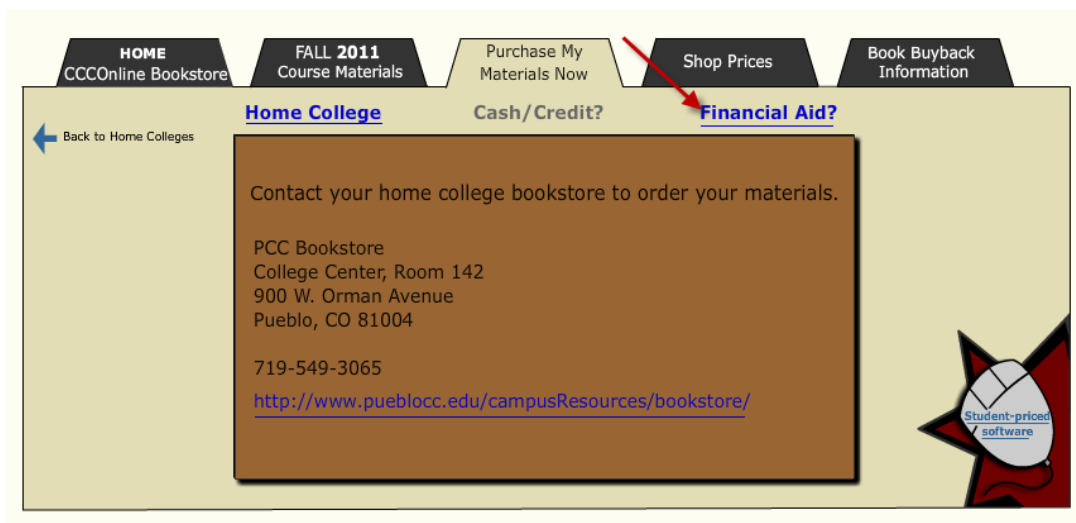 HOME
CCCOnline Bookstore
FALL 2011
Course Materials
Purchase My
Materials Now
Shop Prices
Book Buyback
Information
Home College
Cash/Credit?
Financial Aid?
Back to Home Colleges
Contact your home college bookstore to order your materials.
PCC Bookstore
College Center, Room 142
900 W. Orman Avenue
Pueblo, CO 81004
719-549-3065
http://www.pueblocc.edu/campusResources/bookstore/
Student-priced
software